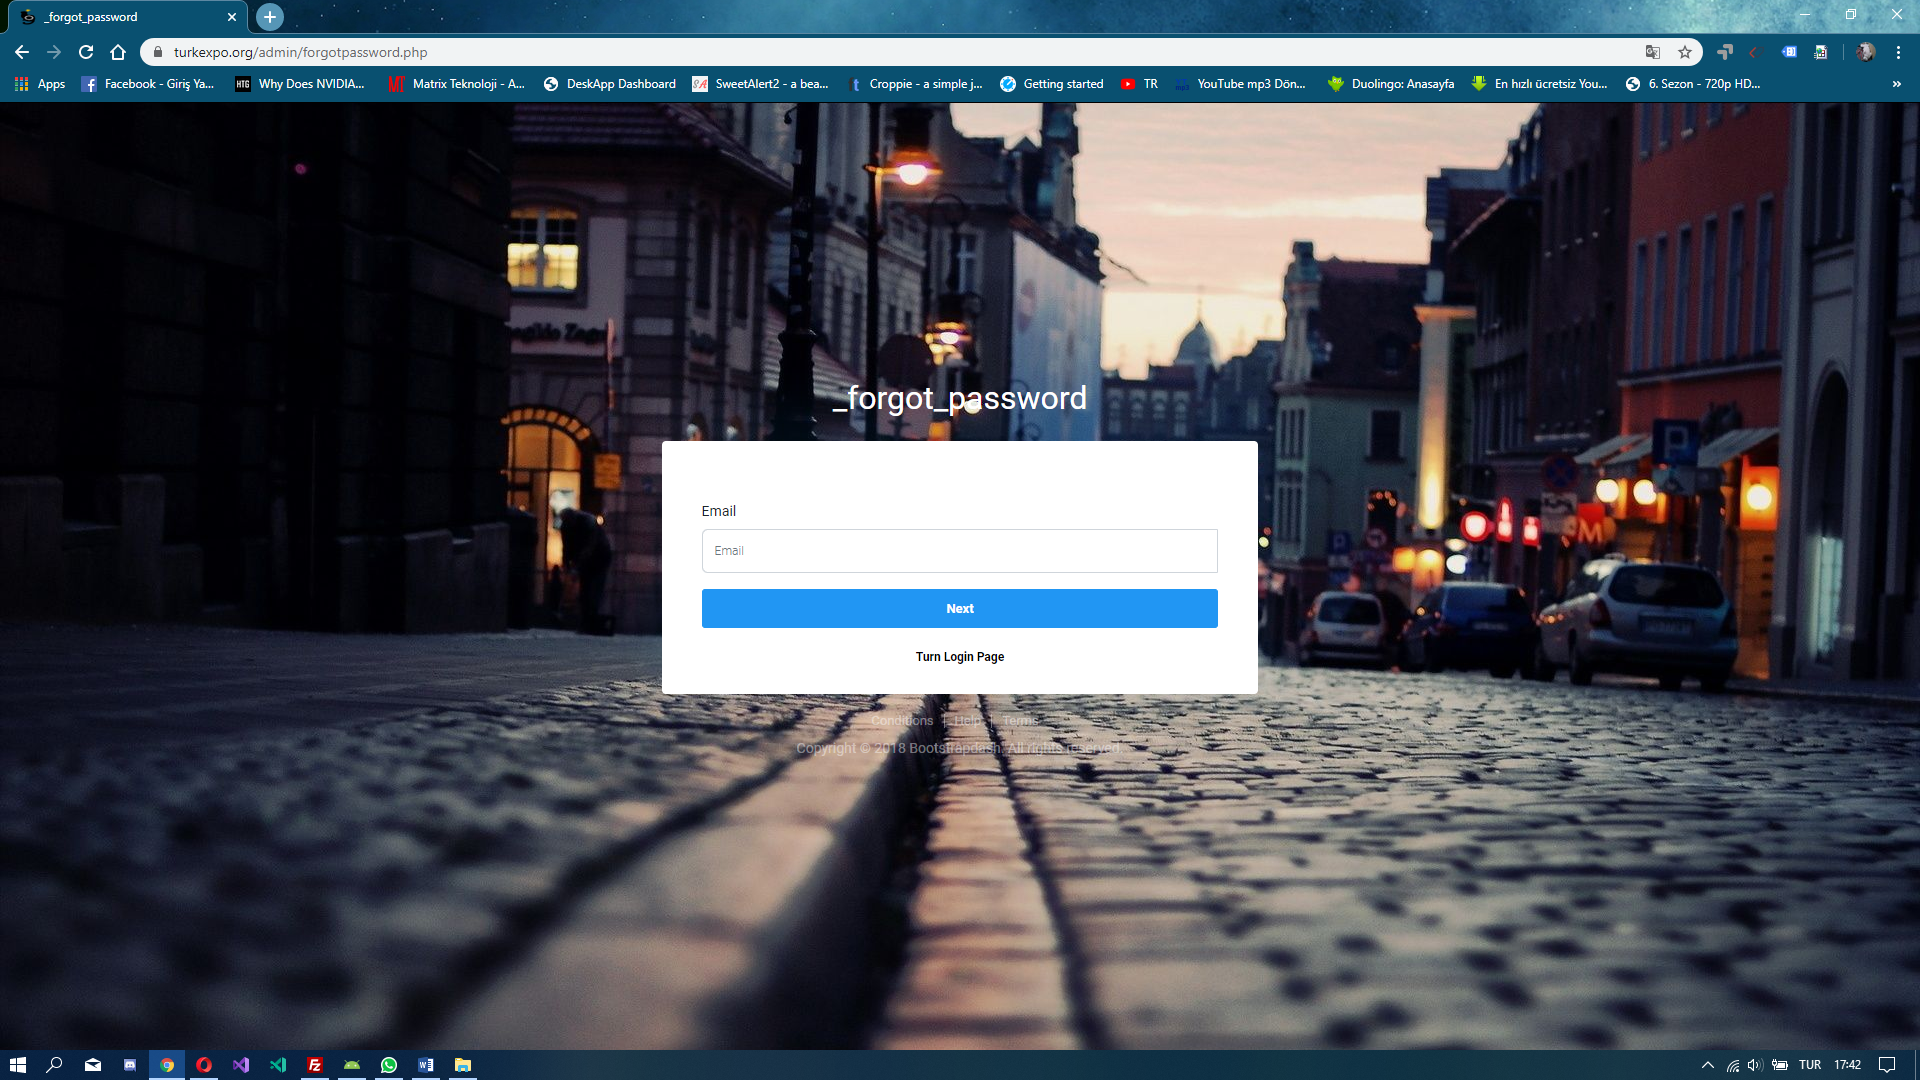 _forgot_password
turkexpo.org/admin/forgotpassword.php
Apps
Facebook - Giriş Ya...
Why Does NVIDIA...
Matrix Teknoloji - A...
DeskApp Dashboard
SweetAlert2 - a bea...
Croppie - a simple j...
Getting started
TR
YouTube mp3 Dön...
Duolingo: Anasayfa
En hızlı ücretsiz You...
6. Sezon - 720p HD...
_forgot_password
Email
Email
Next
Turn Login Page
Conditions | Help | Terms
Copyright © 2018 Bootstrapdash. All rights reserved.
TUR
17:42